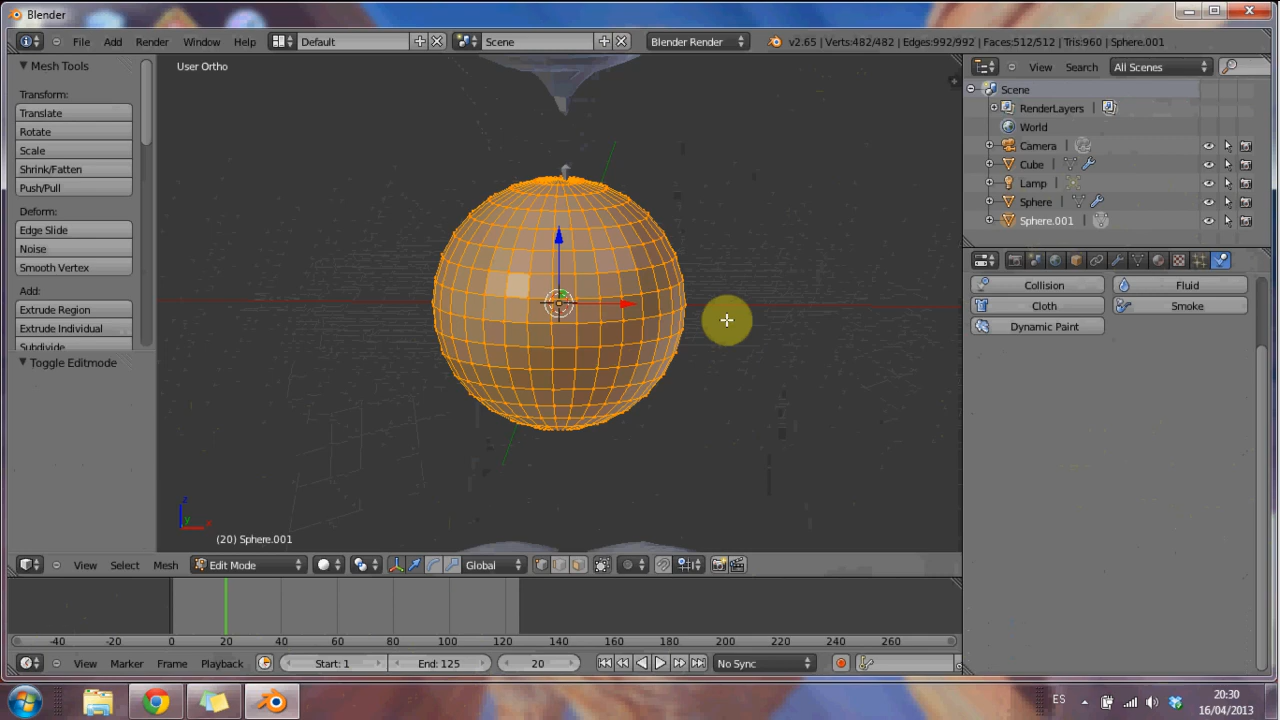 Blender
File Add Render Window Help Default Scene Blender Render v2.65 | Verts:482/482 | Edges:992/992 | Faces:512/512 | Tris:960 | Sphere.001
Mesh Tools
Transform:
Translate
Rotate
Scale
Shrink/Fatten
Push/Pull
Deform:
Edge Slide
Noise
Smooth Vertex
Add:
Extrude Region
Extrude Individual
Subdivide
Toggle Editmode
User Ortho
z
y
x
(20) Sphere.001
View Search All Scenes
Scene
RenderLayers
World
Camera
Cube
Lamp
Sphere
Sphere.001
Collision Fluid
Cloth Smoke
Dynamic Paint
View Select Mesh Edit Mode Global
-40 -20 0 20 40 60 80 100 120 140 160 180 200 220 240 260
View Marker Frame Playback Start: 1 End: 125 20 No Sync
ES
20:30
16/04/2013